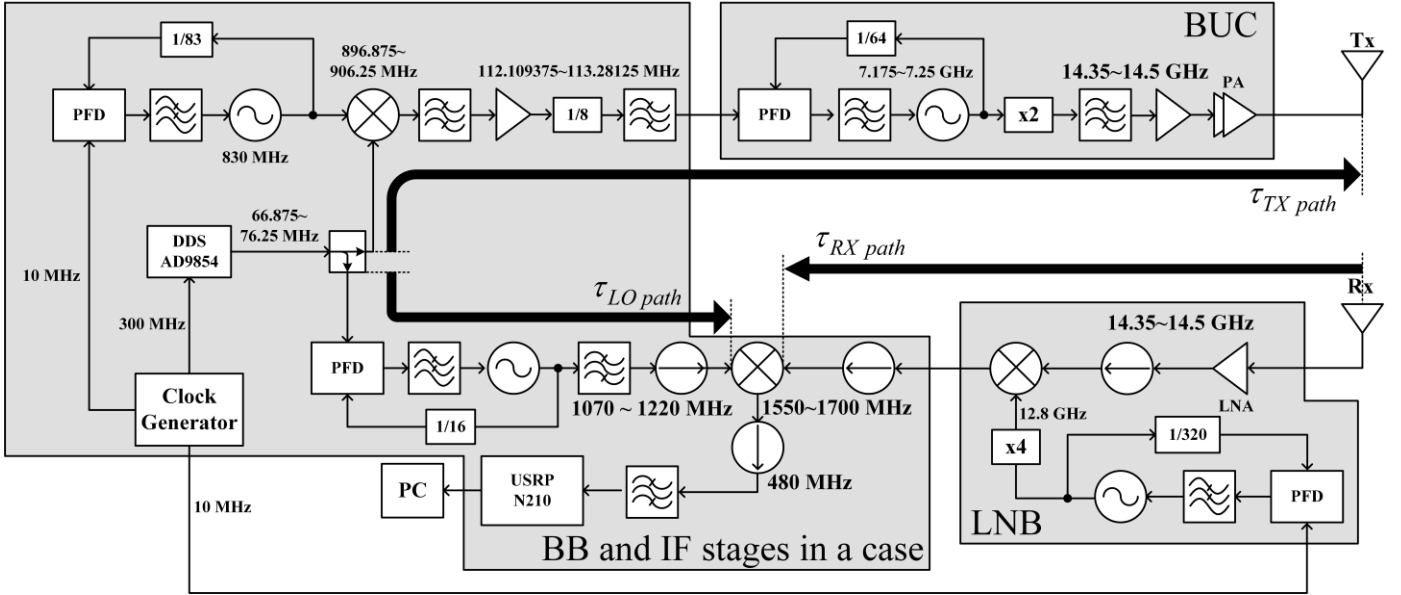 BUC
Tx
1/83
896.875~
906.25 MHz
112.109375~113.28125 MHz
1/64
7.175~7.25 GHz
14.35~14.5 GHz
PA
PFD
1/8
PFD
x2
830 MHz
τTX path
66.875~
76.25 MHz
DDS
AD9854
10 MHz
τRX path
τLO path
Rx
300 MHz
14.35~14.5 GHz
PFD
Clock
Generator
1070 ~ 1220 MHz
1550~1700 MHz
12.8 GHz
LNA
1/16
x4
1/320
480 MHz
PC
USRP
N210
PFD
10 MHz
LNB
BB and IF stages in a case